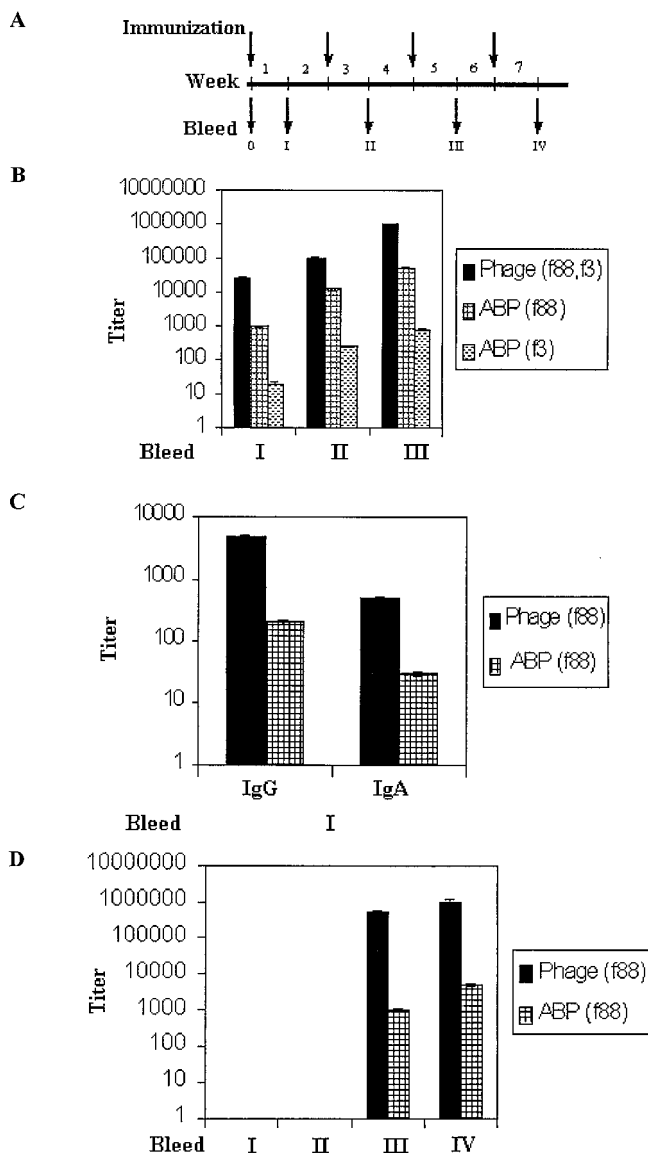 A
Immunization
1 2 3 4 5 6 7
Week
Bleed
0 I II III IV
B
10000000
1000000
100000
10000
1000
100
10
1
Titer
Bleed I II III
Phage (f88,f3)
ABP (f88)
ABP (f3)
C
10000
1000
100
10
1
Titer
IgG IgA
Bleed I
Phage (f88)
ABP (f88)
D
10000000
1000000
100000
10000
1000
100
10
1
Titer
Bleed I II III IV
Phage (f88)
ABP (f88)